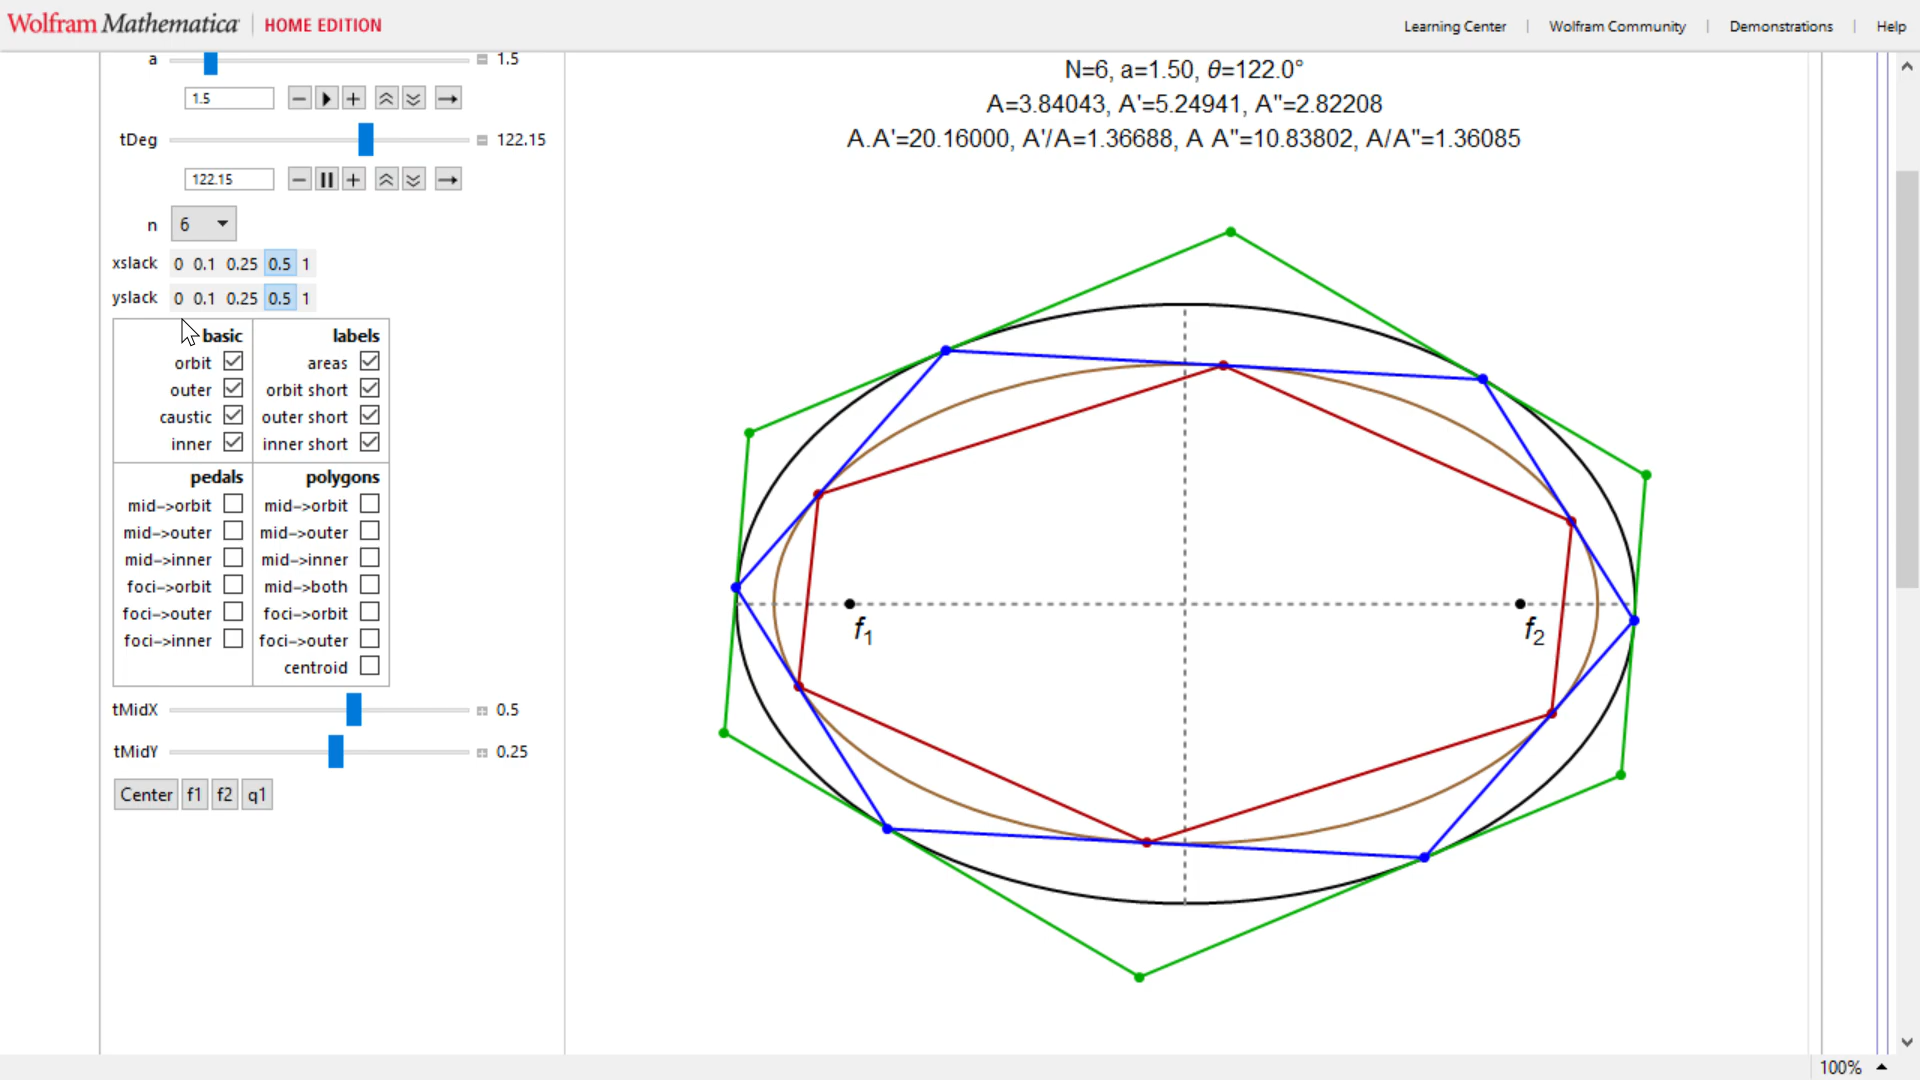 Wolfram Mathematica | HOME EDITION
Learning Center | Wolfram Community | Demonstrations | Help
a 1.5
1.5
tDeg 122.15
122.15
n 6
xslack 0 0.1 0.25 0.5 1
yslack 0 0.1 0.25 0.5 1
basic labels
orbit areas
outer orbit short
caustic outer short
inner inner short
pedals polygons
mid->orbit mid->orbit
mid->outer mid->outer
mid->inner mid->inner
foci->orbit mid->both
foci->outer foci->orbit
foci->inner foci->outer
centroid
tMidX 0.5
tMidY 0.25
Center f1 f2 q1
N=6, a=1.50, θ=122.0°
A=3.84043, A'=5.24941, A"=2.82208
A.A'=20.16000, A'/A=1.36688, A A"=10.83802, A/A"=1.36085
f1 f2
100%